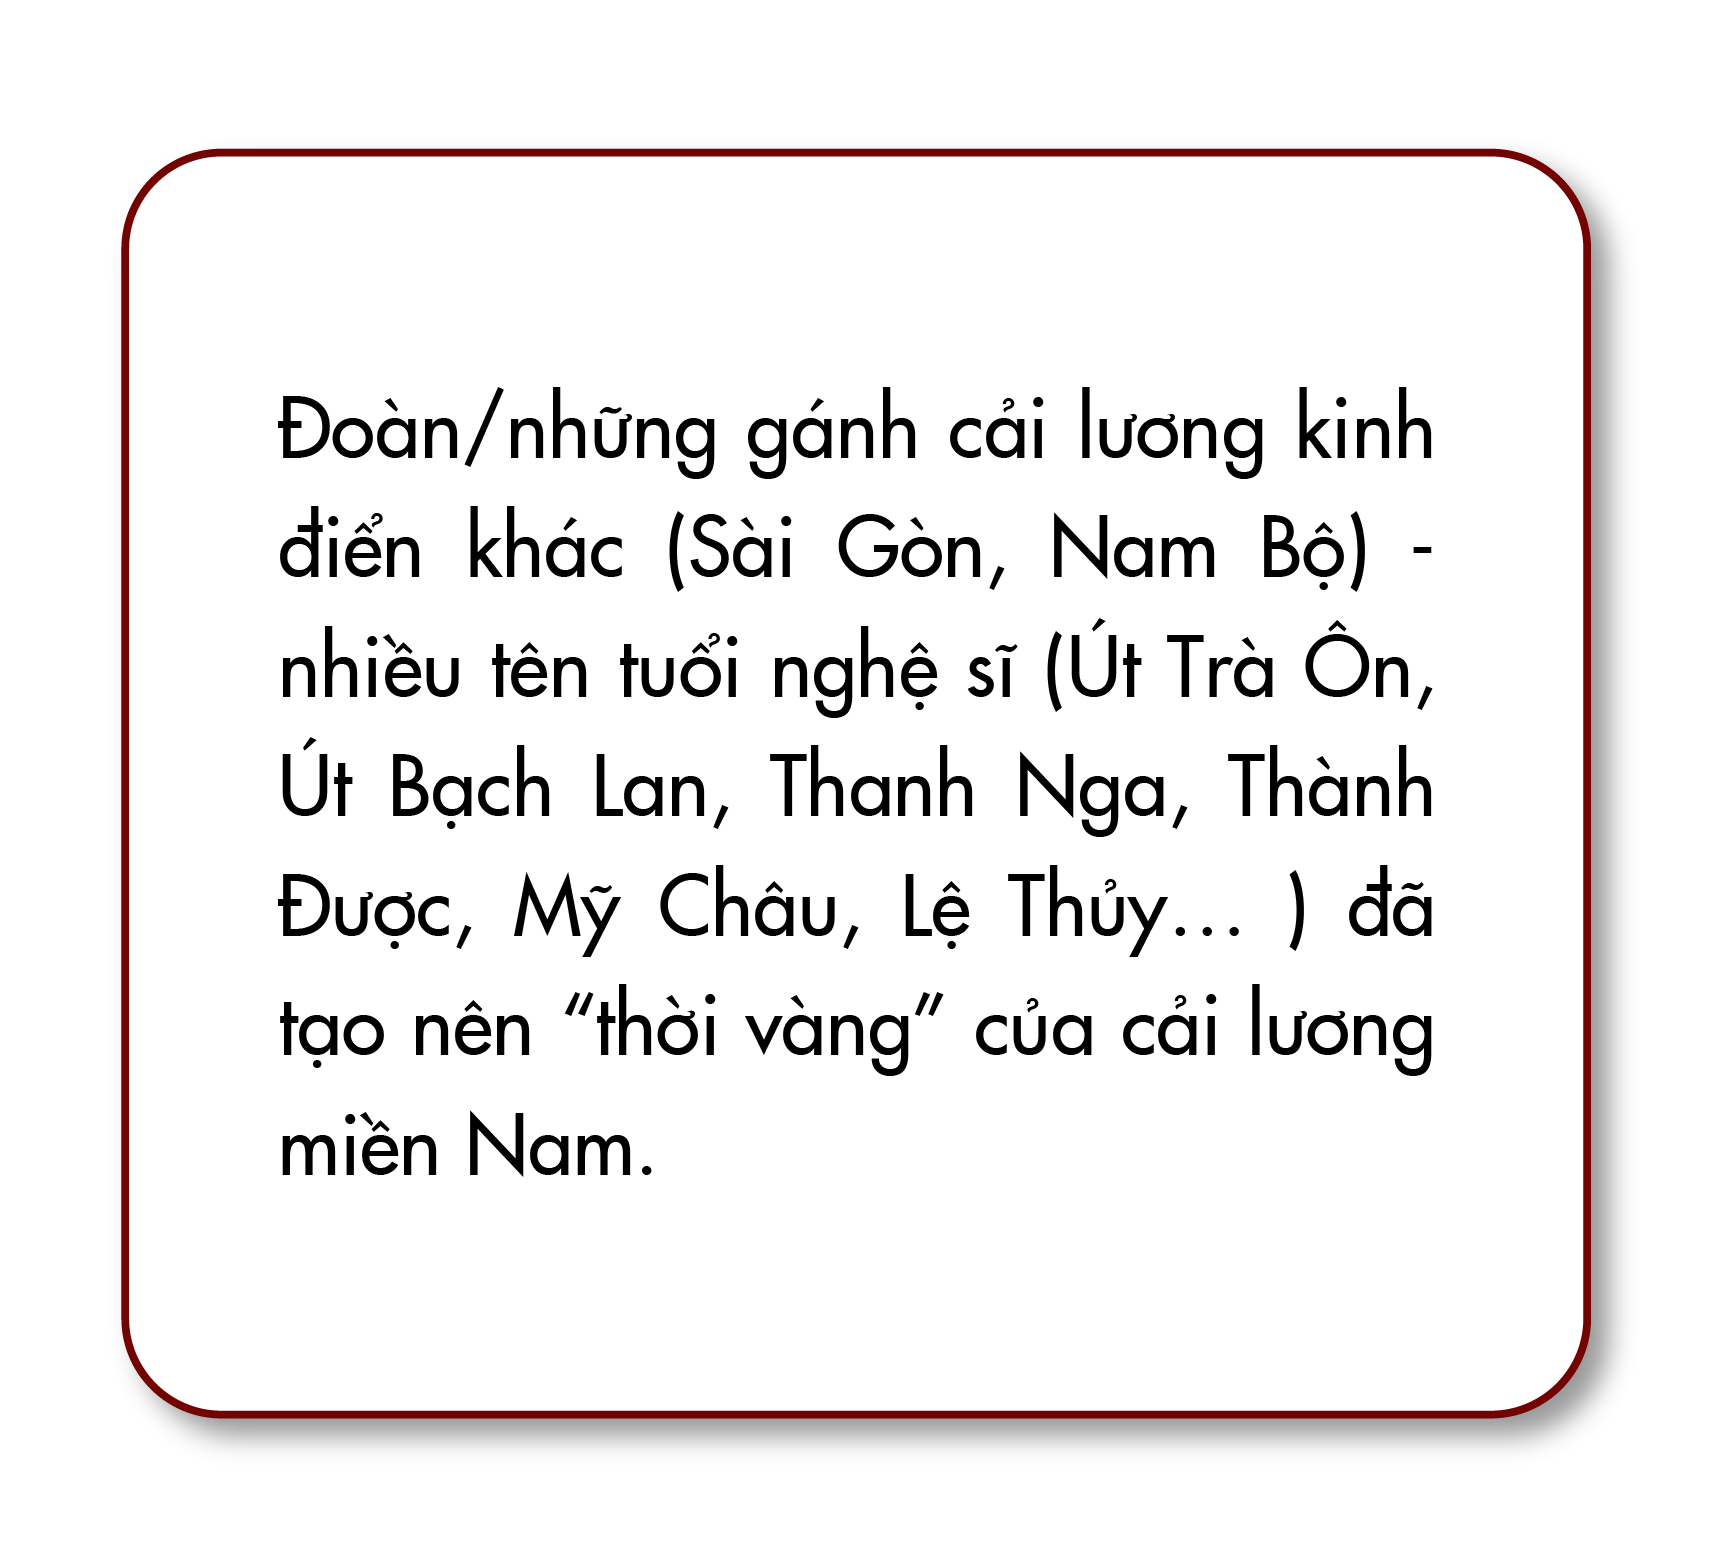 Đoàn/những gánh cải lương kinh
điển khác (Sài Gòn, Nam Bộ) -
nhiều tên tuổi nghệ sĩ (Út Trà Ôn,
Út Bạch Lan, Thanh Nga, Thành
Được, Mỹ Châu, Lệ Thủy... ) đã
tạo nên “thời vàng” của cải lương
miền Nam.